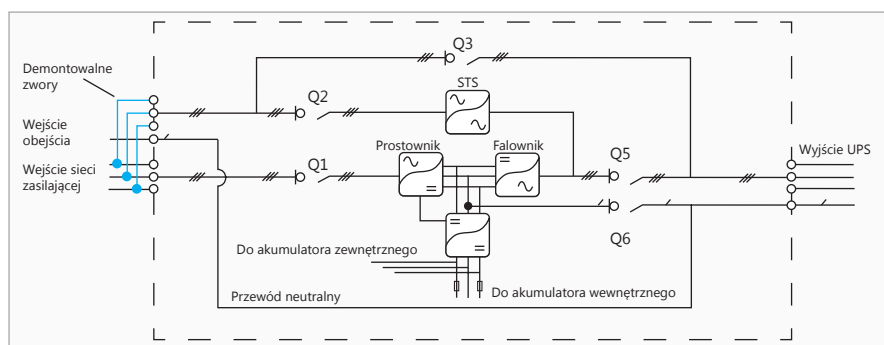 Q3
Demontowalne
zwory
STS
Q2
Wejście
obejścia
Prostownik
Falownik
Q5
Wyjście UPS
Wejście sieci
zasilającej
Q1
Q6
Do akumulatora zewnętrznego
Do akumulatora wewnętrznego
Przewód neutralny